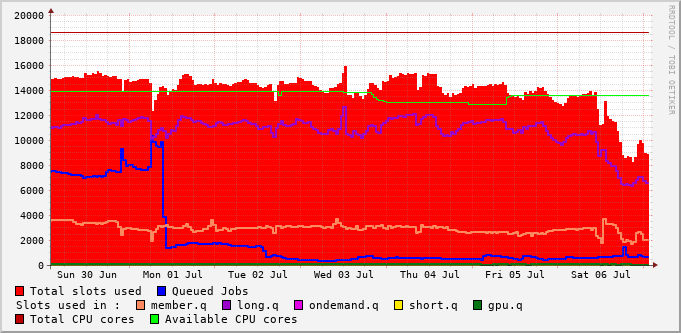 20000
18000
16000
14000
12000
10000
8000
6000
4000
2000
0
Sun 30 Jun Mon 01 Jul Tue 02 Jul Wed 03 Jul Thu 04 Jul Fri 05 Jul Sat 06 Jul
RRDTOOL / TOBI OETIKER
Total slots used Queued Jobs
Slots used in : member.q long.q ondemand.q short.q gpu.q
Total CPU cores Available CPU cores